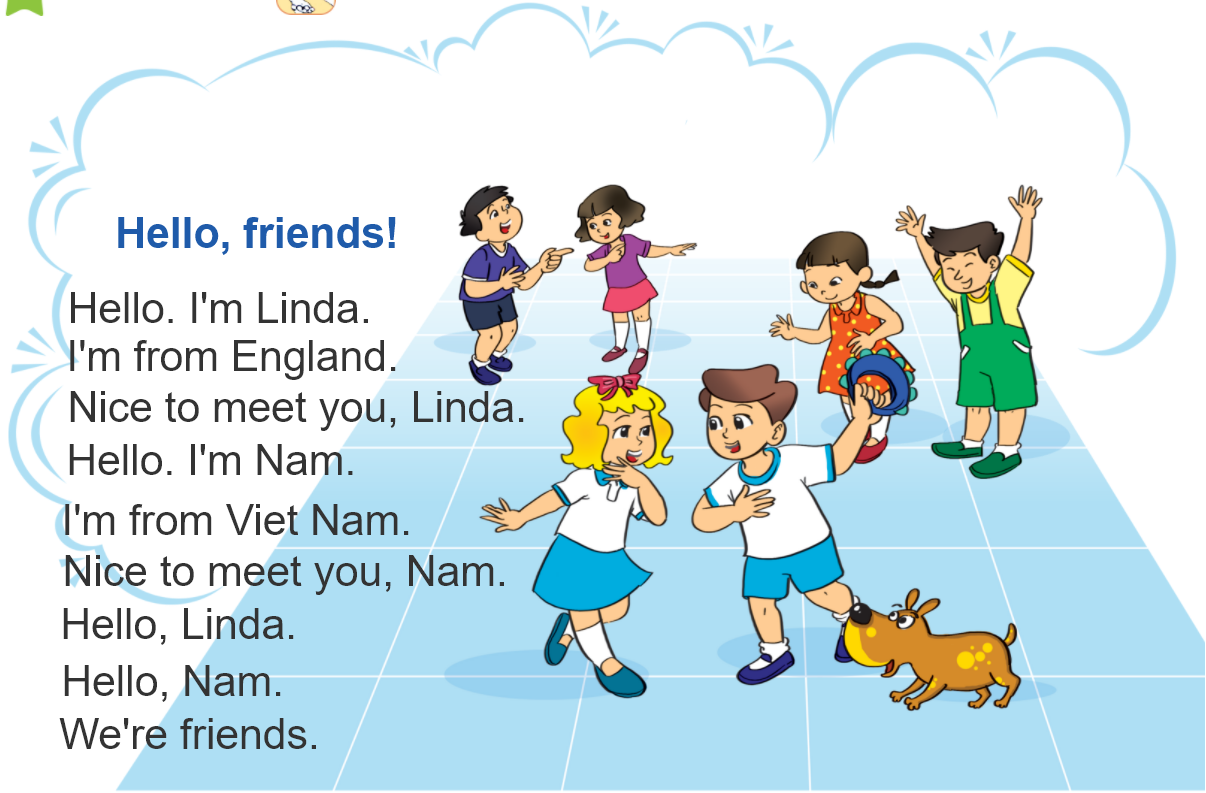 Hello, friends!
Hello. I'm Linda.
I'm from England.
Nice to meet you, Linda.
Hello. I'm Nam.
I'm from Viet Nam.
Nice to meet you, Nam.
Hello, Linda.
Hello, Nam.
We're friends.